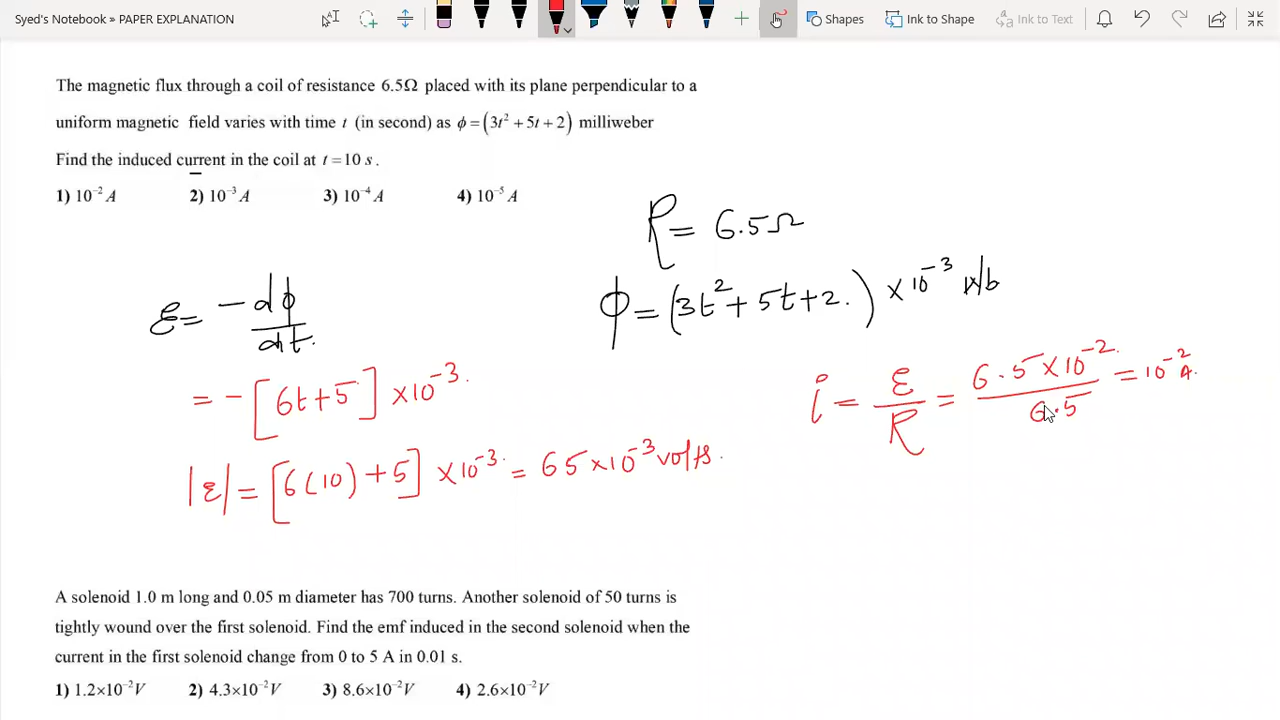 Syed's Notebook » PAPER EXPLANATION
Shapes Ink to Shape Ink to Text
The magnetic flux through a coil of resistance 6.5Ω placed with its plane perpendicular to a
uniform magnetic field varies with time t (in second) as ϕ = (3t² + 5t + 2) milliweber
Find the induced current in the coil at t = 10 s.
1) 10⁻² A 2) 10⁻³ A 3) 10⁻⁴ A 4) 10⁻⁵ A
R = 6.5Ω
ε = -dϕ/dt.
ϕ = (3t² + 5t + 2.) × 10⁻³ wb
= -[6t + 5] × 10⁻³.
i = ε/R = 6.5 × 10⁻²/6.5 = 10⁻² A.
|ε| = [6(10) + 5] × 10⁻³. = 65 × 10⁻³ volts.
A solenoid 1.0 m long and 0.05 m diameter has 700 turns. Another solenoid of 50 turns is
tightly wound over the first solenoid. Find the emf induced in the second solenoid when the
current in the first solenoid change from 0 to 5 A in 0.01 s.
1) 1.2×10⁻² V 2) 4.3×10⁻² V 3) 8.6×10⁻² V 4) 2.6×10⁻² V